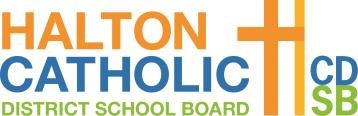 HALTON
CATHOLIC
DISTRICT SCHOOL BOARD
H CD
SB